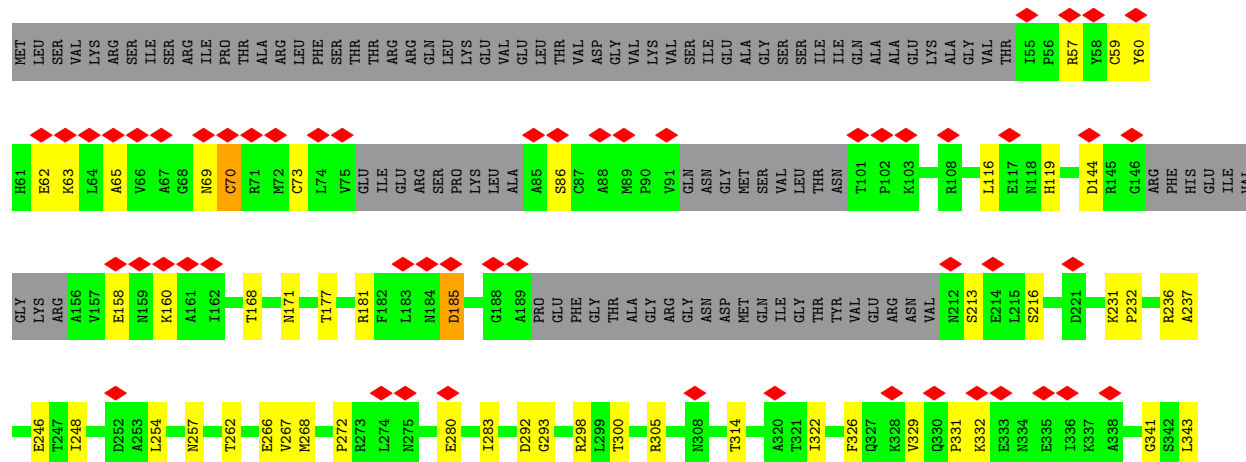 MET LEU SER VAL LYS ARG SER ILE SER ARG ILE PRO THR ALA ARG LEU PHE SER THR THR ARG ARG GLN LEU LYS GLU VAL GLU LEU THR VAL ASP GLY VAL LYS VAL SER ILE GLU ALA GLY SER SER ILE ILE GLN ALA ALA GLU LYS ALA GLY VAL THR I55 P56 R57 Y58 C59 Y60
H61 E62 K63 L64 A65 V66 A67 G68 N69 C70 R71 M72 C73 L74 V75 GLU ILE GLU ARG SER PRO LYS LEU ALA A85 S86 C87 A88 M89 P90 V91 GLN ASN GLY MET SER VAL LEU THR ASN T101 P102 K103 R108 L116 E117 N118 H119 D144 R145 G146 ARG PHE HIS GLU ILE VAL
GLY LYS ARG A156 V157 E158 N159 K160 A161 I162 T168 N171 T177 R181 F182 L183 N184 D185 G188 A189 PRO GLU PHE GLY THR ALA GLY ARG GLY ASN ASP MET GLN ILE GLY THR TYR VAL GLU ARG ASN VAL N212 S213 E214 L215 S216 D221 K231 P232 R236 A237
E246 T247 I248 D252 A253 L254 N257 T262 E266 V267 M268 P272 R273 L274 N275 E280 I283 D292 G293 R298 L299 T300 R305 N308 T314 A320 T321 I322 F326 Q327 K328 V329 Q330 P331 K332 E333 N334 E335 I336 K337 A338 G341 S342 L343